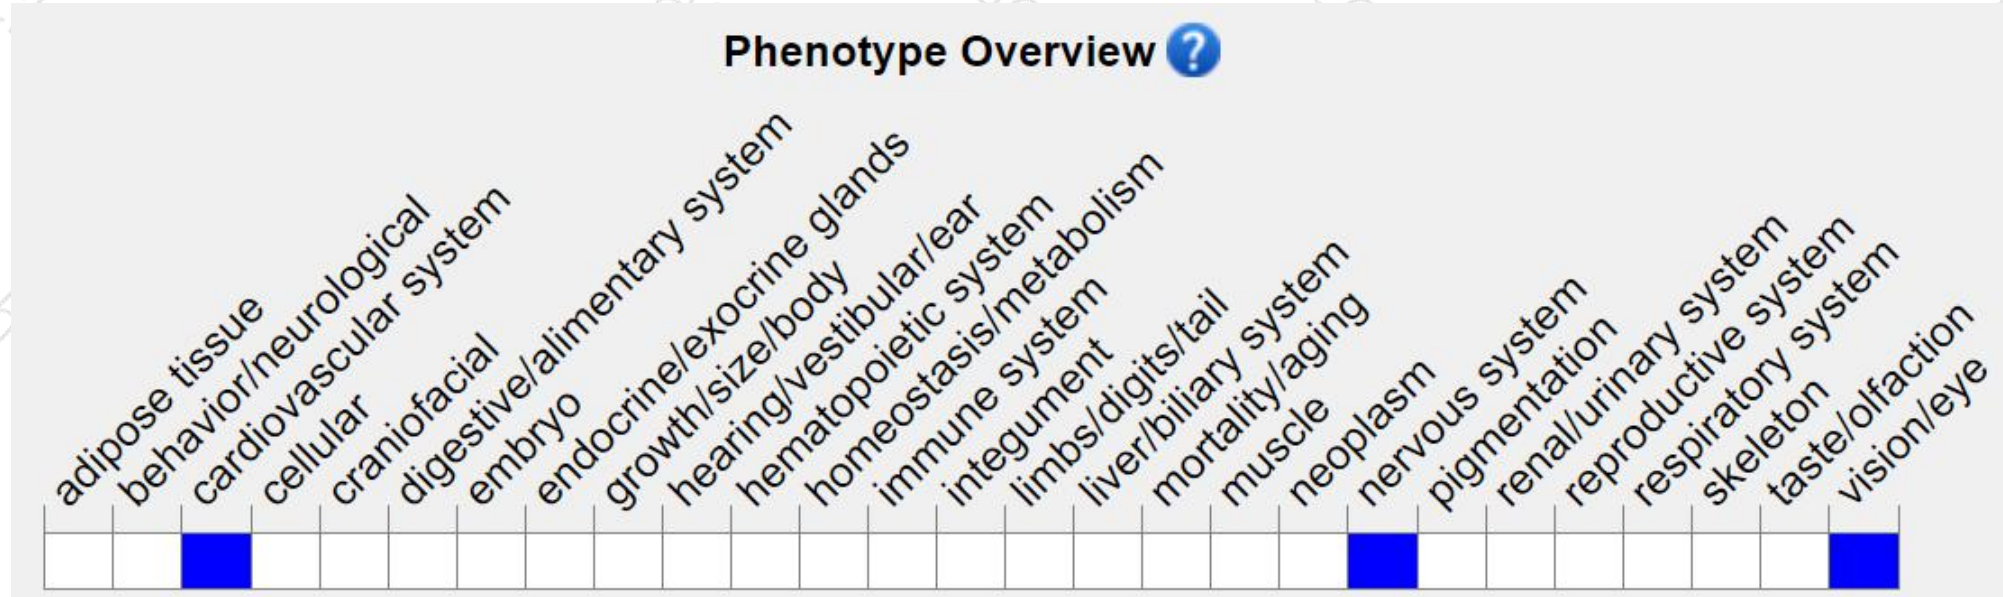 Phenotype Overview ?
adipose tissue
behavior/neurological
cardiovascular system
cellular
craniofacial
digestive/alimentary system
embryo
endocrine/exocrine glands
growth/size/body
hearing/vestibular/ear
hematopoietic system
homeostasis/metabolism
immune system
integument
limbs/digits/tail
liver/biliary system
mortality/aging
muscle
neoplasm
nervous system
pigmentation
renal/urinary system
reproductive system
respiratory system
skeleton
taste/olfaction
vision/eye